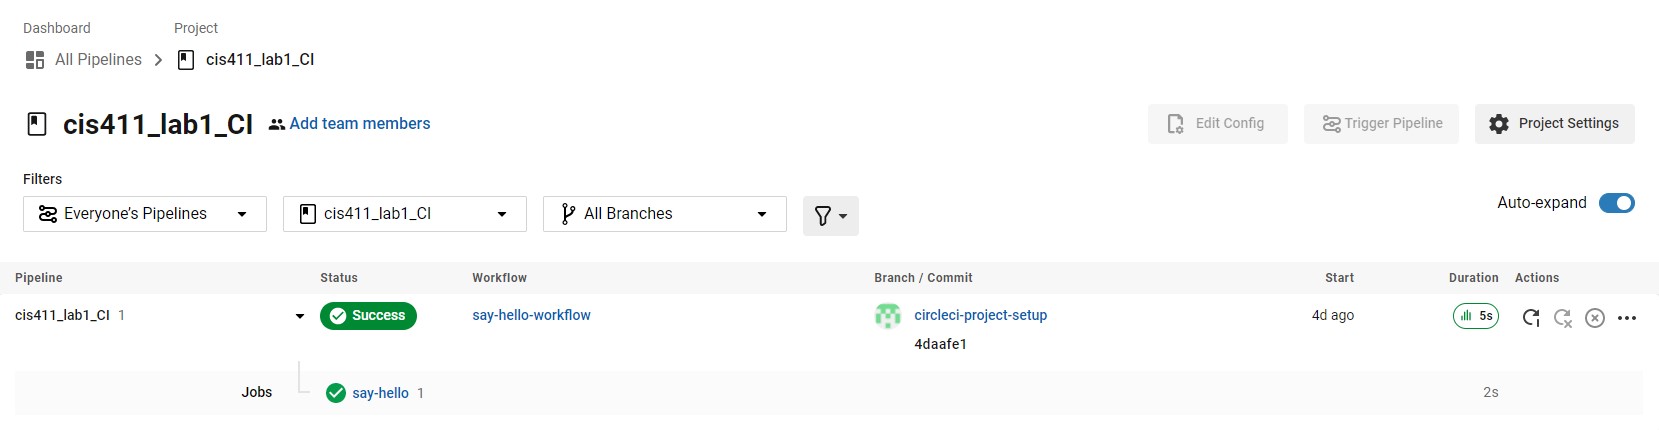 Dashboard Project
All Pipelines cis411_lab1_CI
cis411_lab1_CI Add team members Edit Config Trigger Pipeline Project Settings
Filters
Everyone's Pipelines cis411_lab1_CI All Branches Auto-expand
Pipeline Status Workflow Branch / Commit Start Duration Actions
cis411_lab1_CI 1 Success say-hello-workflow circleci-project-setup 4d ago 5s
4daafe1
Jobs say-hello 1 2s